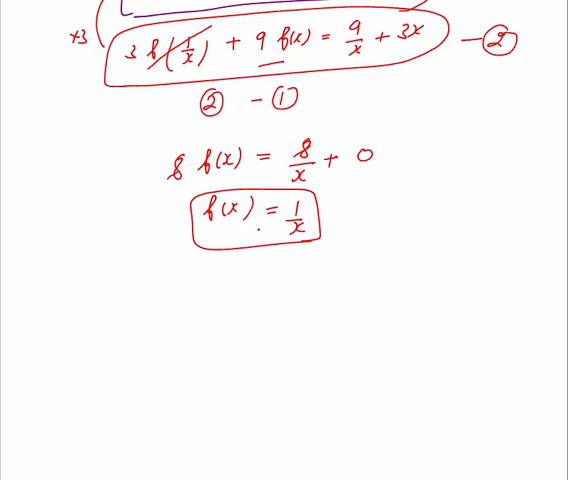 ×3
3 f(1/x) + 9 f(x) = 9/x + 3x — ②
② - ①
8 f(x) = 8/x + 0
f(x) = 1/x